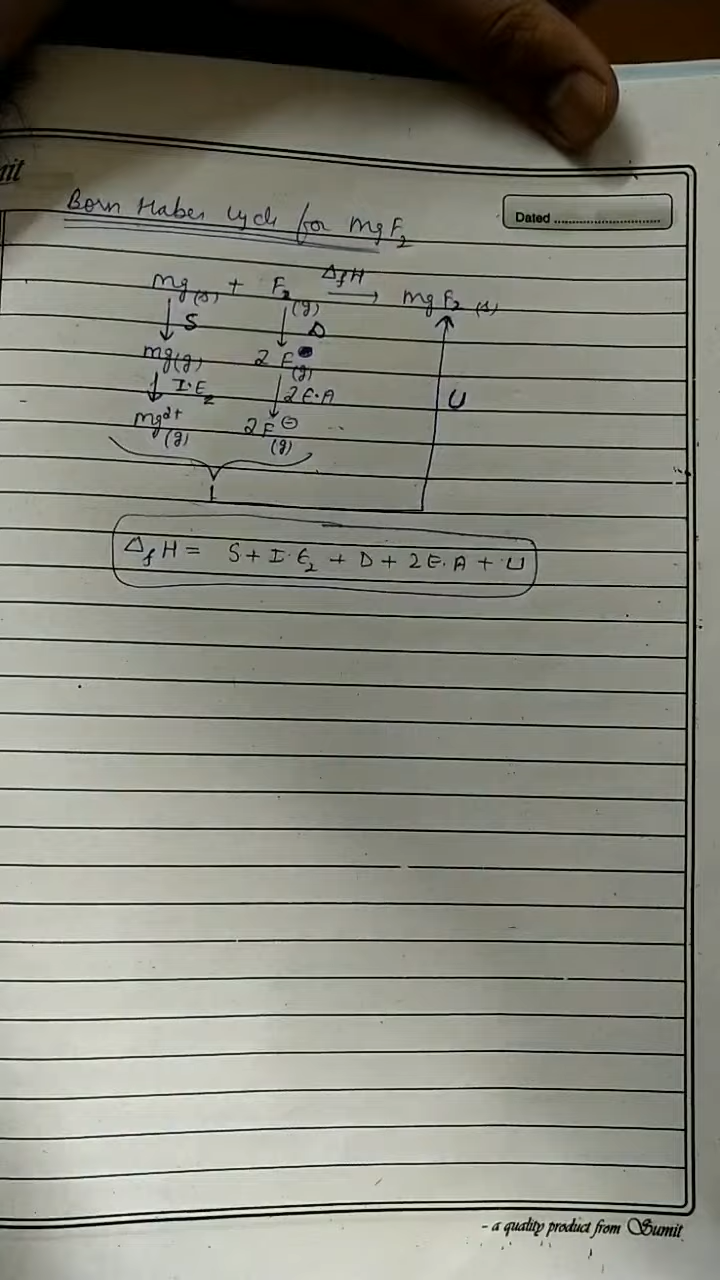 Born Haber cycle for MgF2
Dated
Mg(s) + F2(g) ΔfH → MgF2(s)
↓ S ↓ D
Mg(g) 2F(g)
↓ I.E2 ↓ 2E.A U
Mg2+(g) 2F⊖(g)
ΔfH = S + I.E2 + D + 2E.A + U
- a quality product from Sumit